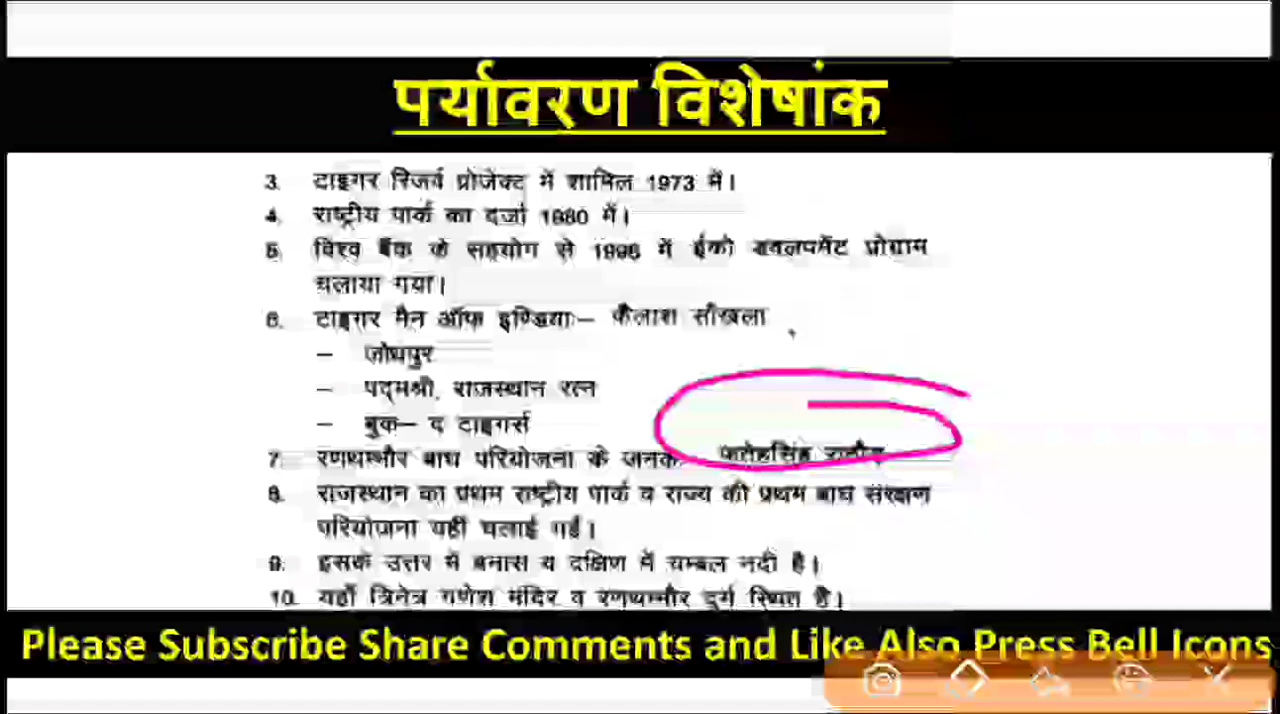 पर्यावरण विशेषांक
3. टाइगर रिजर्व प्रोजेक्ट में शामिल 1973 में।
4. राष्ट्रीय पार्क का दर्जा 1980 में।
5. विश्व बैंक के सहयोग से 1996 में ईको डवलपमेंट प्रोग्राम
चलाया गया।
6. टाइगर मैन ऑफ इण्डिया:– कैलाश साँखला
– जोधपुर
– पद्मश्री, राजस्थान रत्न
– बुक– द टाइगर्स
7. रणथम्भौर बाघ परियोजना के जनक फतेहसिंह राठौड़
8. राजस्थान का प्रथम राष्ट्रीय पार्क व राज्य की प्रथम बाघ संरक्षण
परियोजना यहीं चलाई गई।
9. इसके उत्तर में बनास व दक्षिण में चम्बल नदी है।
10. यहाँ त्रिनेत्र गणेश मंदिर व रणथम्भौर दुर्ग स्थित है।
Please Subscribe Share Comments and Like Also Press Bell Icons